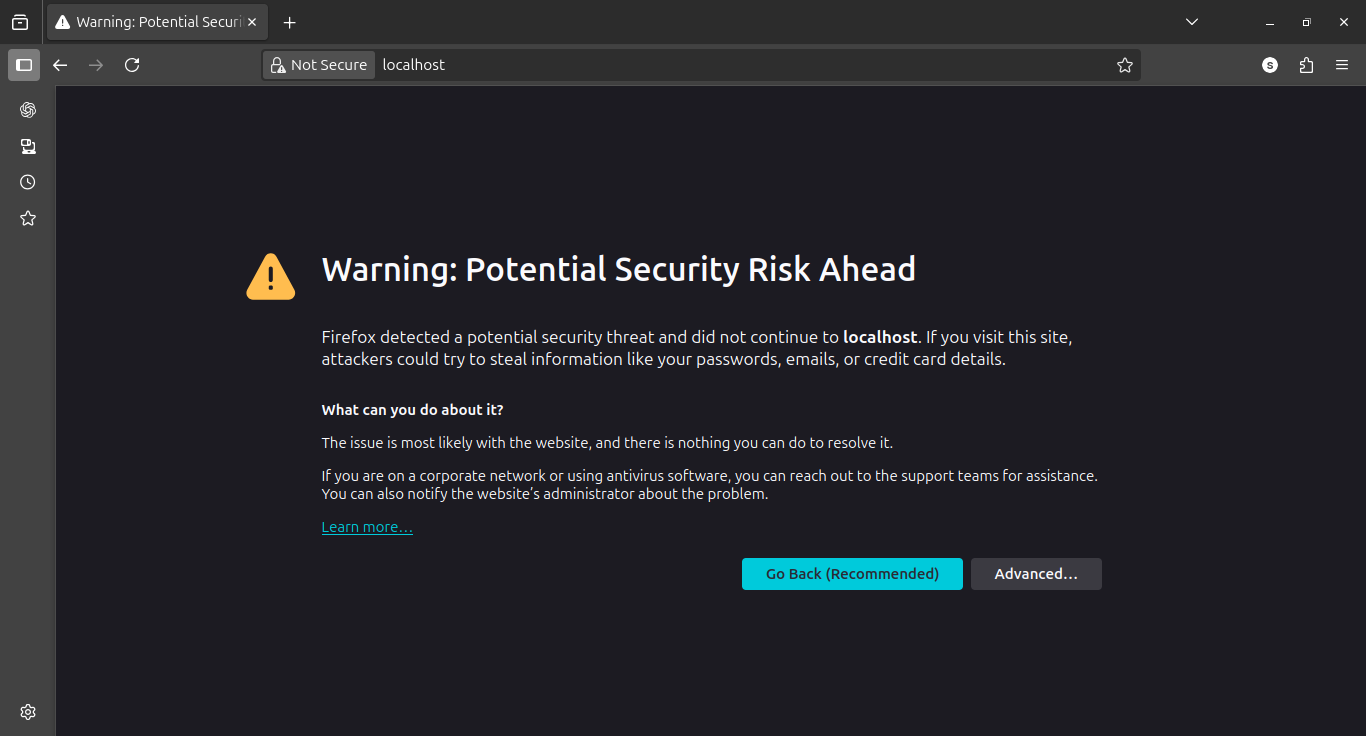 Warning: Potential Securi
Not Secure
localhost
S
Warning: Potential Security Risk Ahead
Firefox detected a potential security threat and did not continue to localhost. If you visit this site,
attackers could try to steal information like your passwords, emails, or credit card details.
What can you do about it?
The issue is most likely with the website, and there is nothing you can do to resolve it.
If you are on a corporate network or using antivirus software, you can reach out to the support teams for assistance.
You can also notify the website’s administrator about the problem.
Learn more…
Go Back (Recommended)
Advanced…